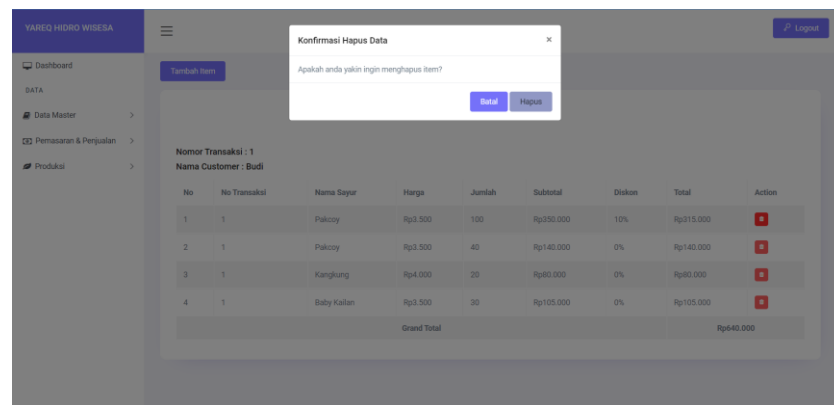 YAREQ HIDRO WISESA
Logout
Konfirmasi Hapus Data
×
Apakah anda yakin ingin menghapus item?
Batal Hapus
Dashboard
DATA
Data Master
Pemasaran & Penjualan
Produksi
Tambah Item
Nomor Transaksi : 1
Nama Customer : Budi
No No Transaksi Nama Sayur Harga Jumlah Subtotal Diskon Total Action
1 1 Pakcoy Rp3.500 100 Rp350.000 10% Rp315.000
2 1 Pakcoy Rp3.500 40 Rp140.000 0% Rp140.000
3 1 Kangkung Rp4.000 20 Rp80.000 0% Rp80.000
4 1 Baby Kailan Rp3.500 30 Rp105.000 0% Rp105.000
Grand Total Rp640.000